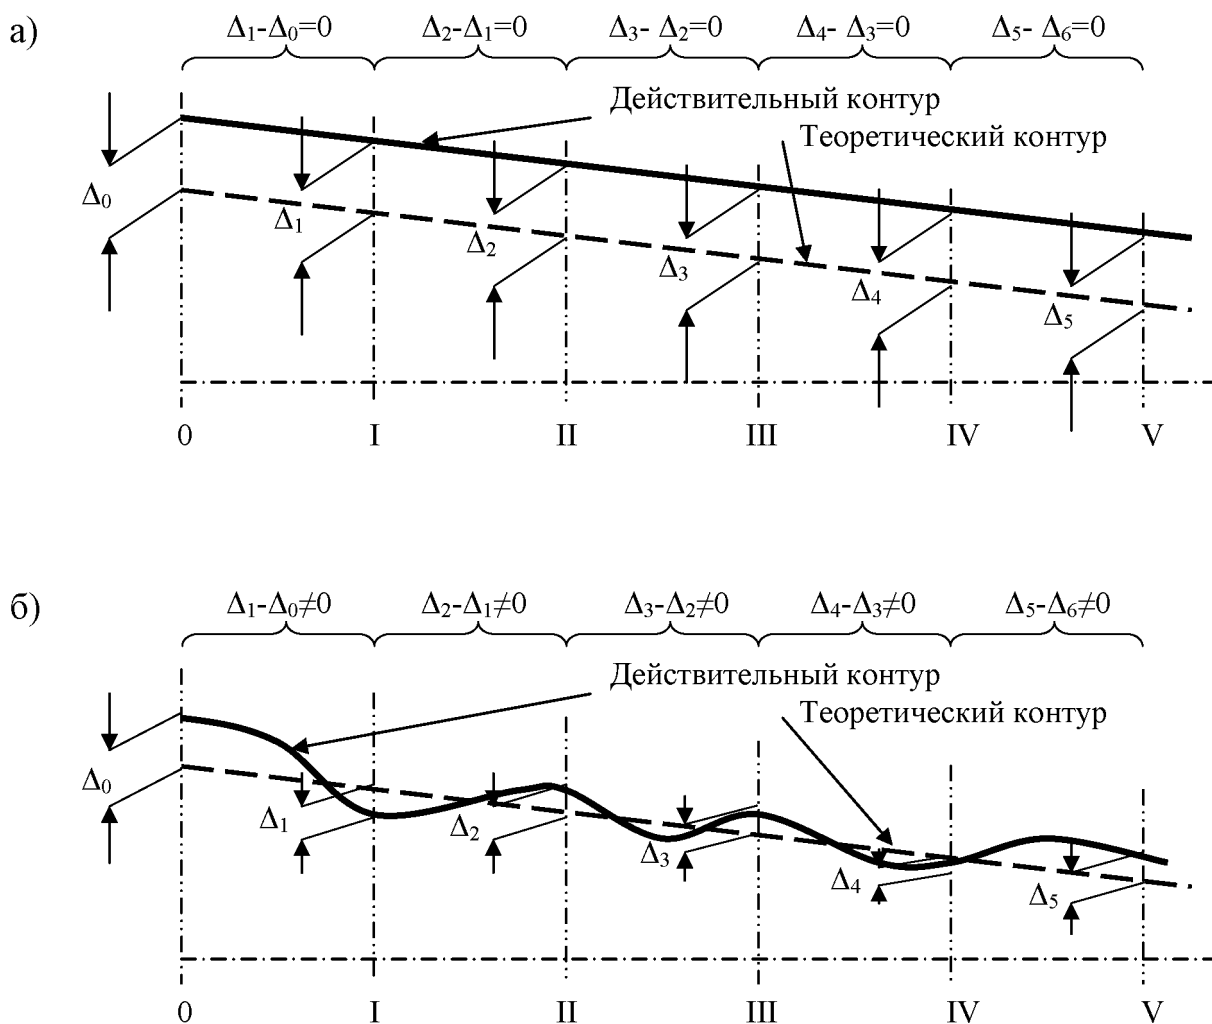 а)
Δ₁-Δ₀=0 Δ₂-Δ₁=0 Δ₃- Δ₂=0 Δ₄- Δ₃=0 Δ₅- Δ₆=0
Действительный контур
Теоретический контур
Δ₀
Δ₁
Δ₂
Δ₃
Δ₄
Δ₅
0 I II III IV V
б)
Δ₁-Δ₀≠0 Δ₂-Δ₁≠0 Δ₃-Δ₂≠0 Δ₄-Δ₃≠0 Δ₅-Δ₆≠0
Действительный контур
Теоретический контур
Δ₀
Δ₁
Δ₂
Δ₃
Δ₄
Δ₅
0 I II III IV V